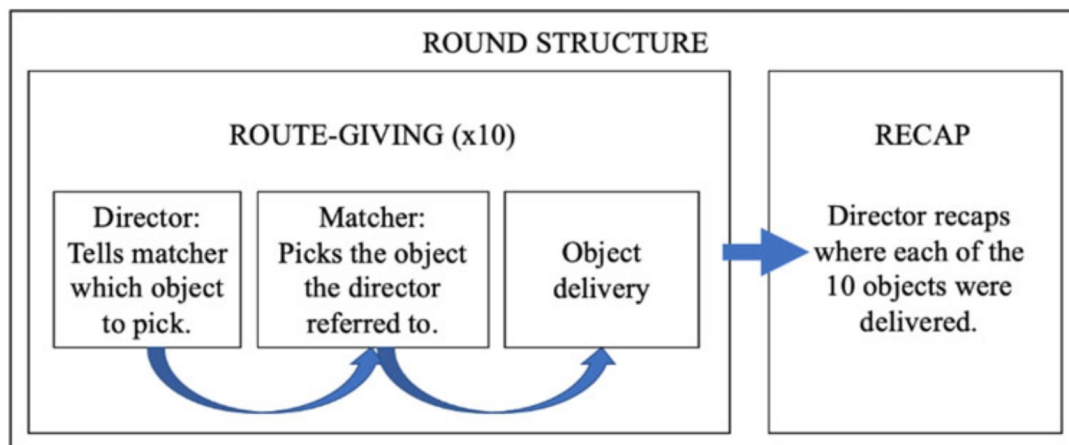 ROUND STRUCTURE
ROUTE-GIVING (x10)
Director:
Tells matcher
which object
to pick.
Matcher:
Picks the object
the director
referred to.
Object
delivery
RECAP
Director recaps
where each of the
10 objects were
delivered.